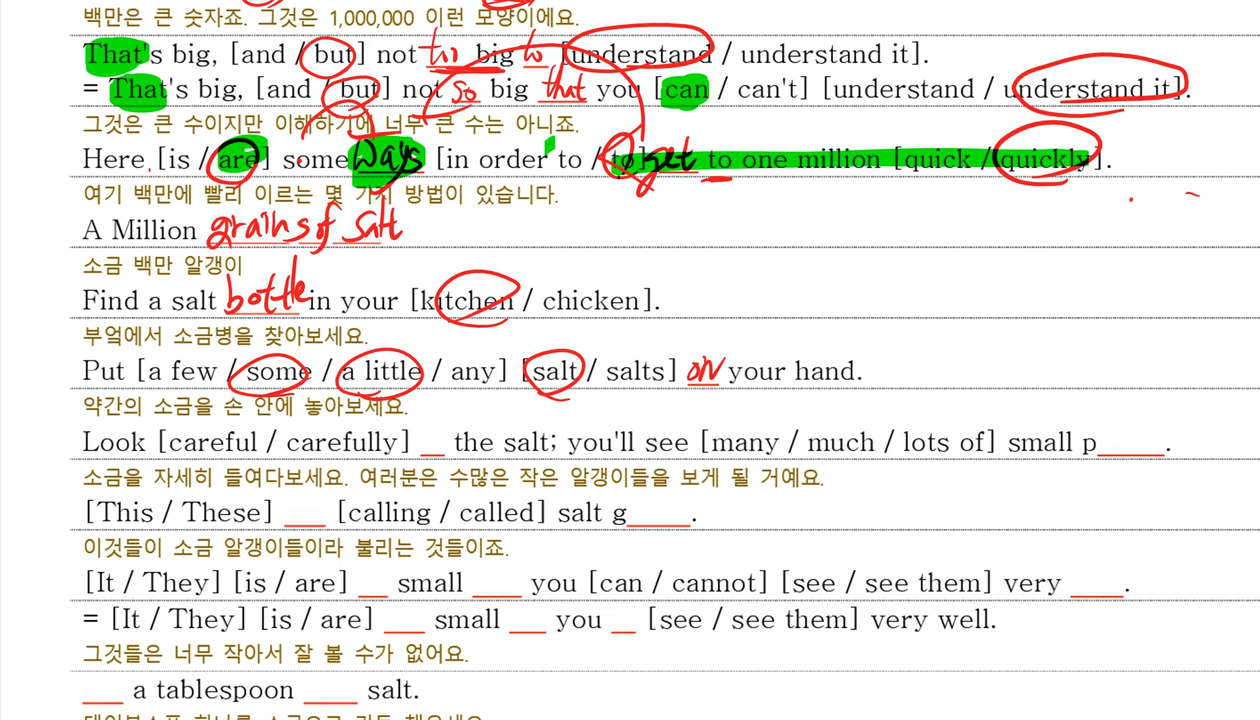 백만은 큰 숫자죠. 그것은 1,000,000 이런 모양이에요.
That's big, [and / but] not too big to [understand / understand it].
= That's big, [and / but] not so big that you [can / can't] [understand / understand it].
그것은 큰 수이지만 이해하기에 너무 큰 수는 아니죠.
Here [is / are] some ways [in order to / to] get to one million [quick / quickly].
여기 백만에 빨리 이르는 몇 가지 방법이 있습니다.
A Million grains of salt
소금 백만 알갱이
Find a salt bottle in your [kitchen / chicken].
부엌에서 소금병을 찾아보세요.
Put [a few / some / a little / any] [salt / salts] on your hand.
약간의 소금을 손 안에 놓아보세요.
Look [careful / carefully] __ the salt; you'll see [many / much / lots of] small p_____.
소금을 자세히 들여다보세요. 여러분은 수많은 작은 알갱이들을 보게 될 거예요.
[This / These] ___ [calling / called] salt g_____.
이것들이 소금 알갱이들이라 불리는 것들이죠.
[It / They] [is / are] __ small ____ you [can / cannot] [see / see them] very ____.
= [It / They] [is / are] ___ small ___ you __ [see / see them] very well.
그것들은 너무 작아서 잘 볼 수가 없어요.
___ a tablespoon ____ salt.